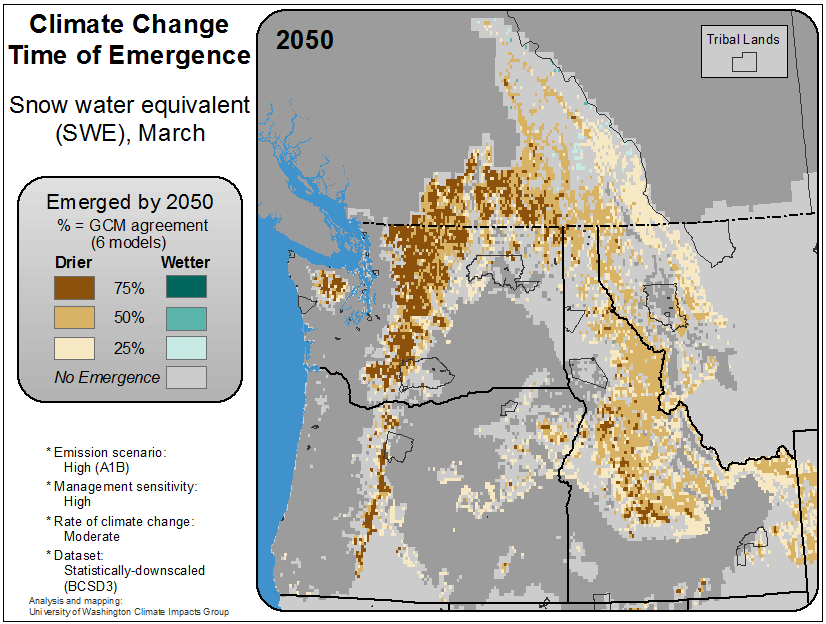 Climate Change
Time of Emergence
Snow water equivalent
(SWE), March
Emerged by 2050
% = GCM agreement
(6 models)
Drier Wetter
75%
50%
25%
No Emergence
* Emission scenario:
High (A1B)
* Management sensitivity:
High
* Rate of climate change:
Moderate
* Dataset:
Statistically-downscaled
(BCSD3)
Analysis and mapping:
University of Washington Climate Impacts Group
2050
Tribal Lands